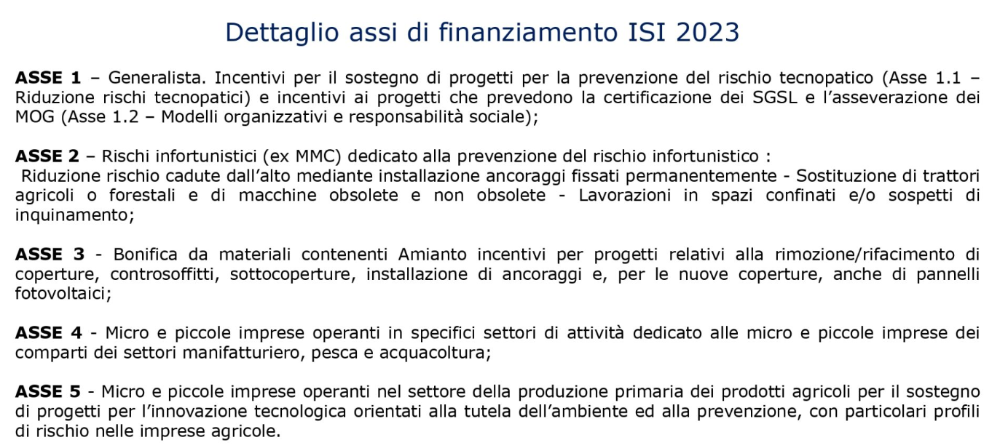 Dettaglio assi di finanziamento ISI 2023
ASSE 1 – Generalista. Incentivi per il sostegno di progetti per la prevenzione del rischio tecnopatico (Asse 1.1 –
Riduzione rischi tecnopatici) e incentivi ai progetti che prevedono la certificazione dei SGSL e l’asseverazione dei
MOG (Asse 1.2 – Modelli organizzativi e responsabilità sociale);
ASSE 2 – Rischi infortunistici (ex MMC) dedicato alla prevenzione del rischio infortunistico :
Riduzione rischio cadute dall’alto mediante installazione ancoraggi fissati permanentemente - Sostituzione di trattori
agricoli o forestali e di macchine obsolete e non obsolete - Lavorazioni in spazi confinati e/o sospetti di
inquinamento;
ASSE 3 - Bonifica da materiali contenenti Amianto incentivi per progetti relativi alla rimozione/rifacimento di
coperture, controsoffitti, sottocoperture, installazione di ancoraggi e, per le nuove coperture, anche di pannelli
fotovoltaici;
ASSE 4 - Micro e piccole imprese operanti in specifici settori di attività dedicato alle micro e piccole imprese dei
comparti dei settori manifatturiero, pesca e acquacoltura;
ASSE 5 - Micro e piccole imprese operanti nel settore della produzione primaria dei prodotti agricoli per il sostegno
di progetti per l’innovazione tecnologica orientati alla tutela dell’ambiente ed alla prevenzione, con particolari profili
di rischio nelle imprese agricole.